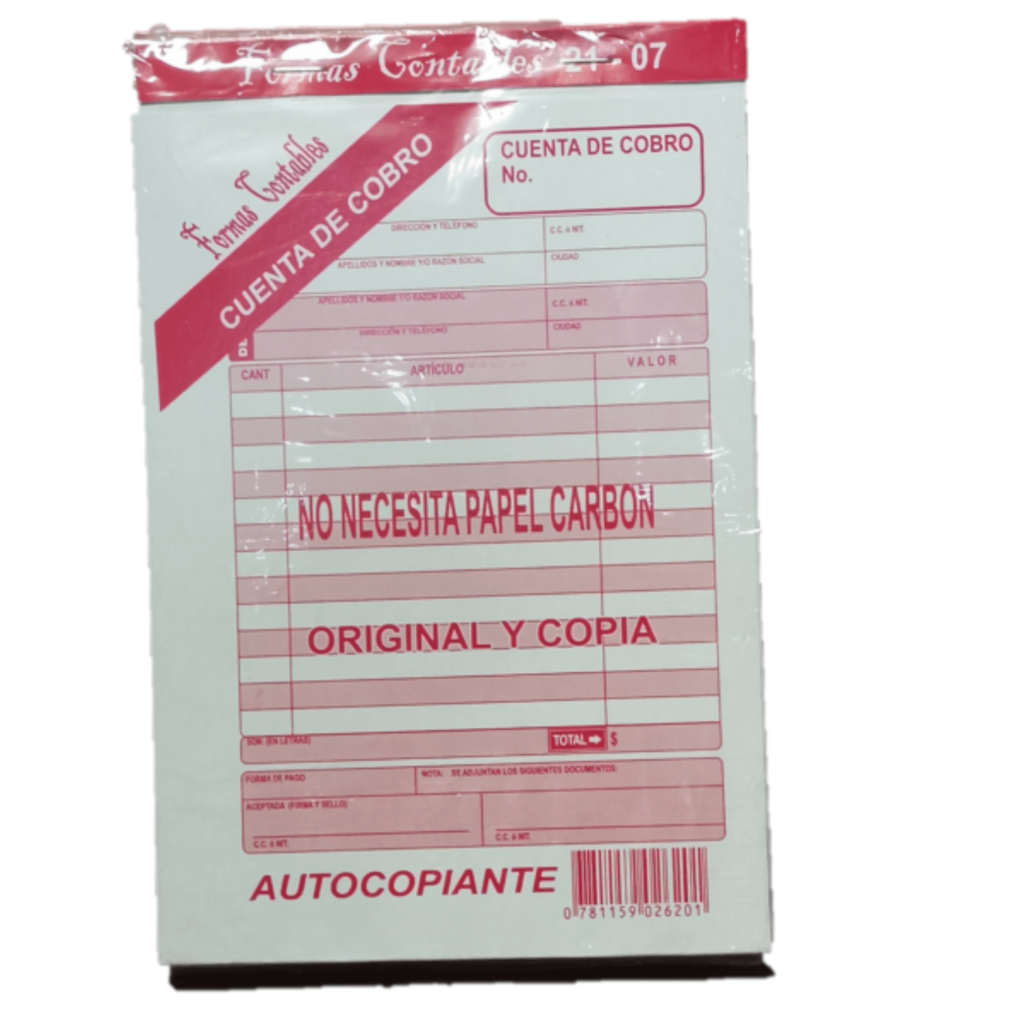 Formas Contables 21 - 07
Formas Contables
CUENTA DE COBRO
CUENTA DE COBRO
No.
DIRECCIÓN Y TELÉFONO
C.C. ó NIT.
APELLIDOS Y NOMBRE Y/O RAZÓN SOCIAL
CIUDAD
APELLIDOS Y NOMBRE Y/O RAZON SOCIAL
C.C. ó NIT.
DIRECCIÓN Y TELÉFONO
CIUDAD
DE
CANT ARTÍCULO VALOR
NO NECESITA PAPEL CARBON
ORIGINAL Y COPIA
SON: (EN LETRAS)
TOTAL $
FORMA DE PAGO
NOTA: SE ADJUNTAN LOS SIGUIENTES DOCUMENTOS:
ACEPTADA (FIRMA Y SELLO)
C.C. ó NIT.
C.C. ó NIT.
AUTOCOPIANTE
0 781159 026201